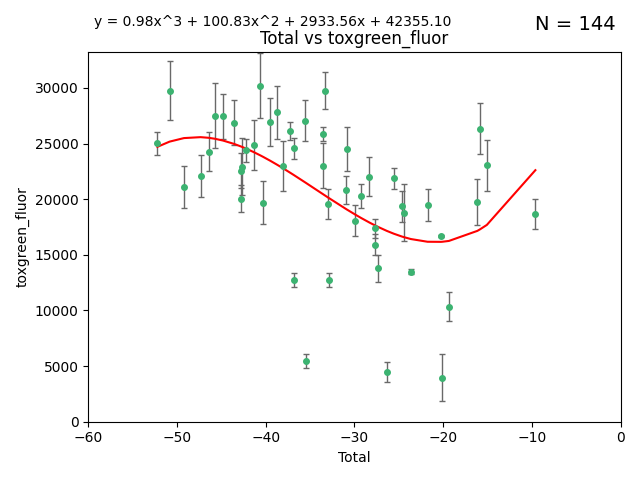 y = 0.98x^3 + 100.83x^2 + 2933.56x + 42355.10
N = 144
Total vs toxgreen_fluor
30000
25000
20000
15000
10000
5000
0
toxgreen_fluor
−60 −50 −40 −30 −20 −10 0
Total